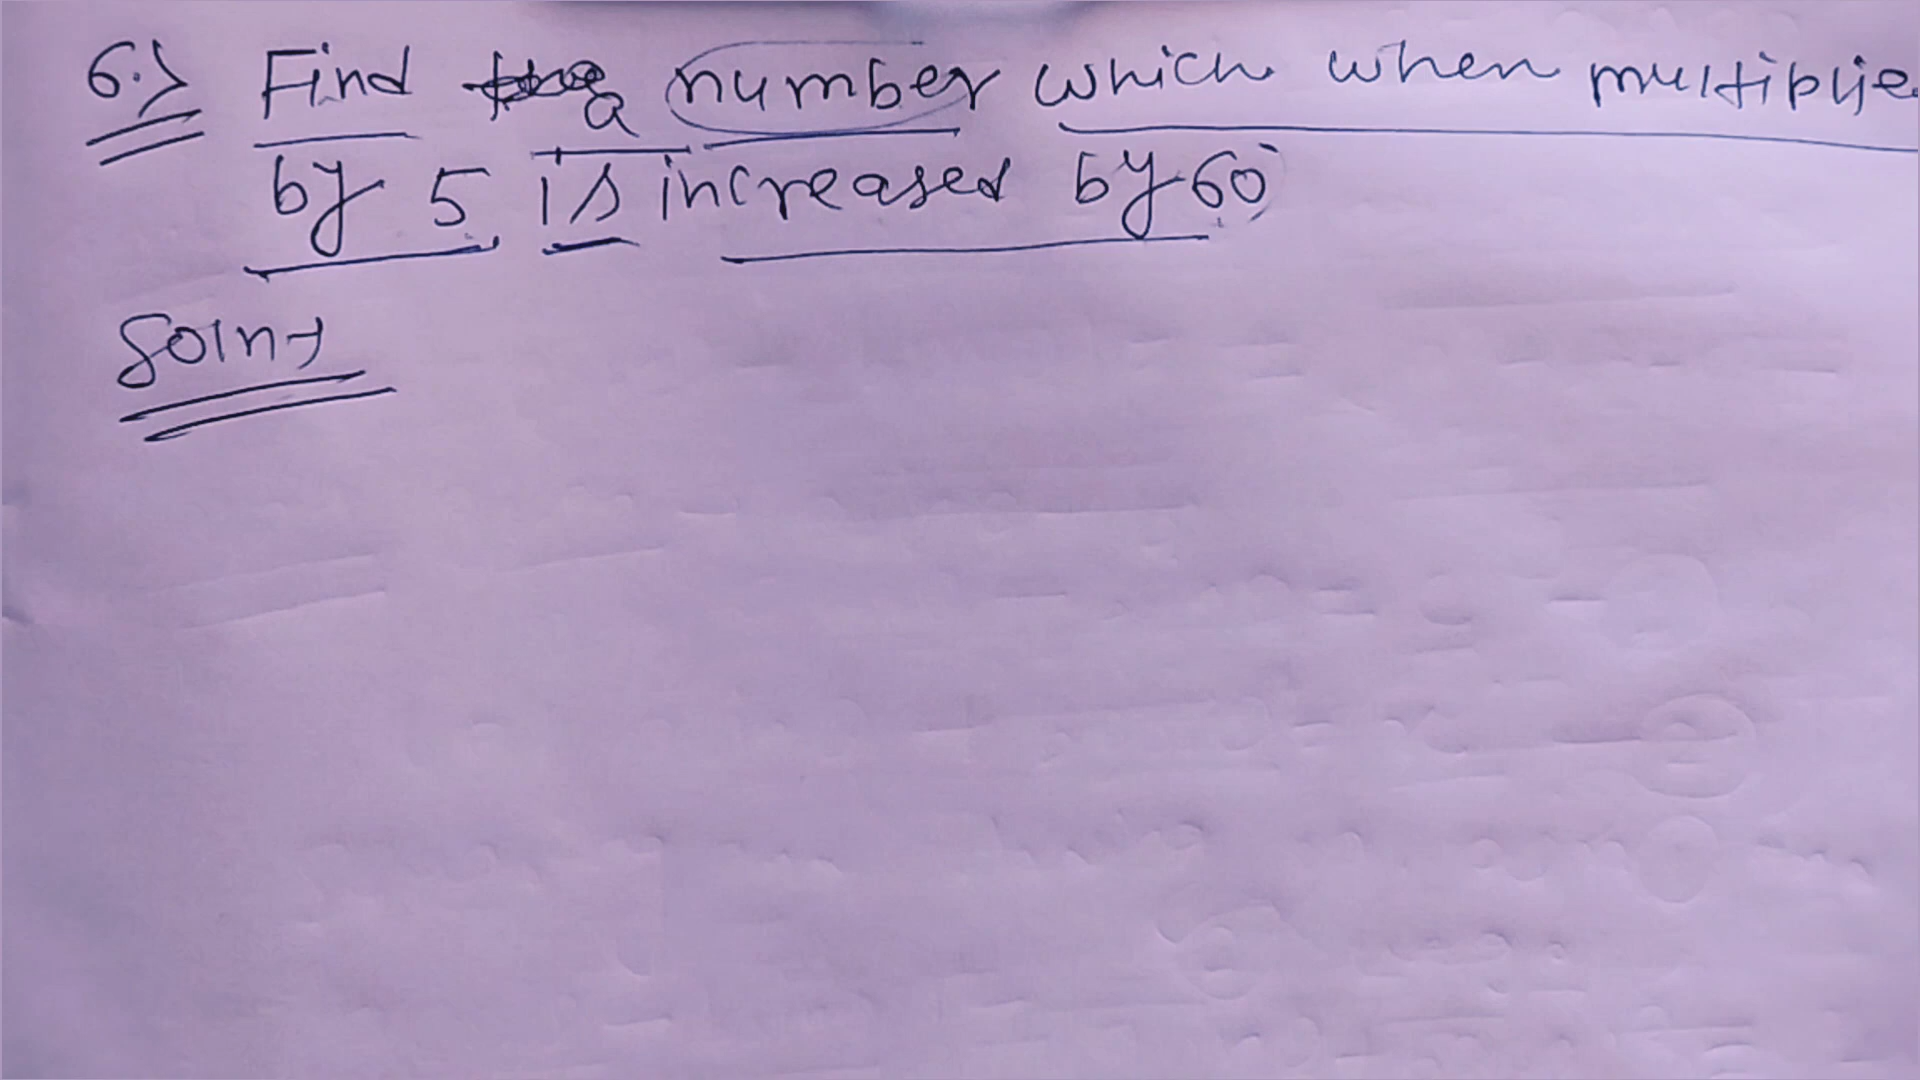 6.> Find a number which when multiplie
by 5 is increased by 60
Soln→